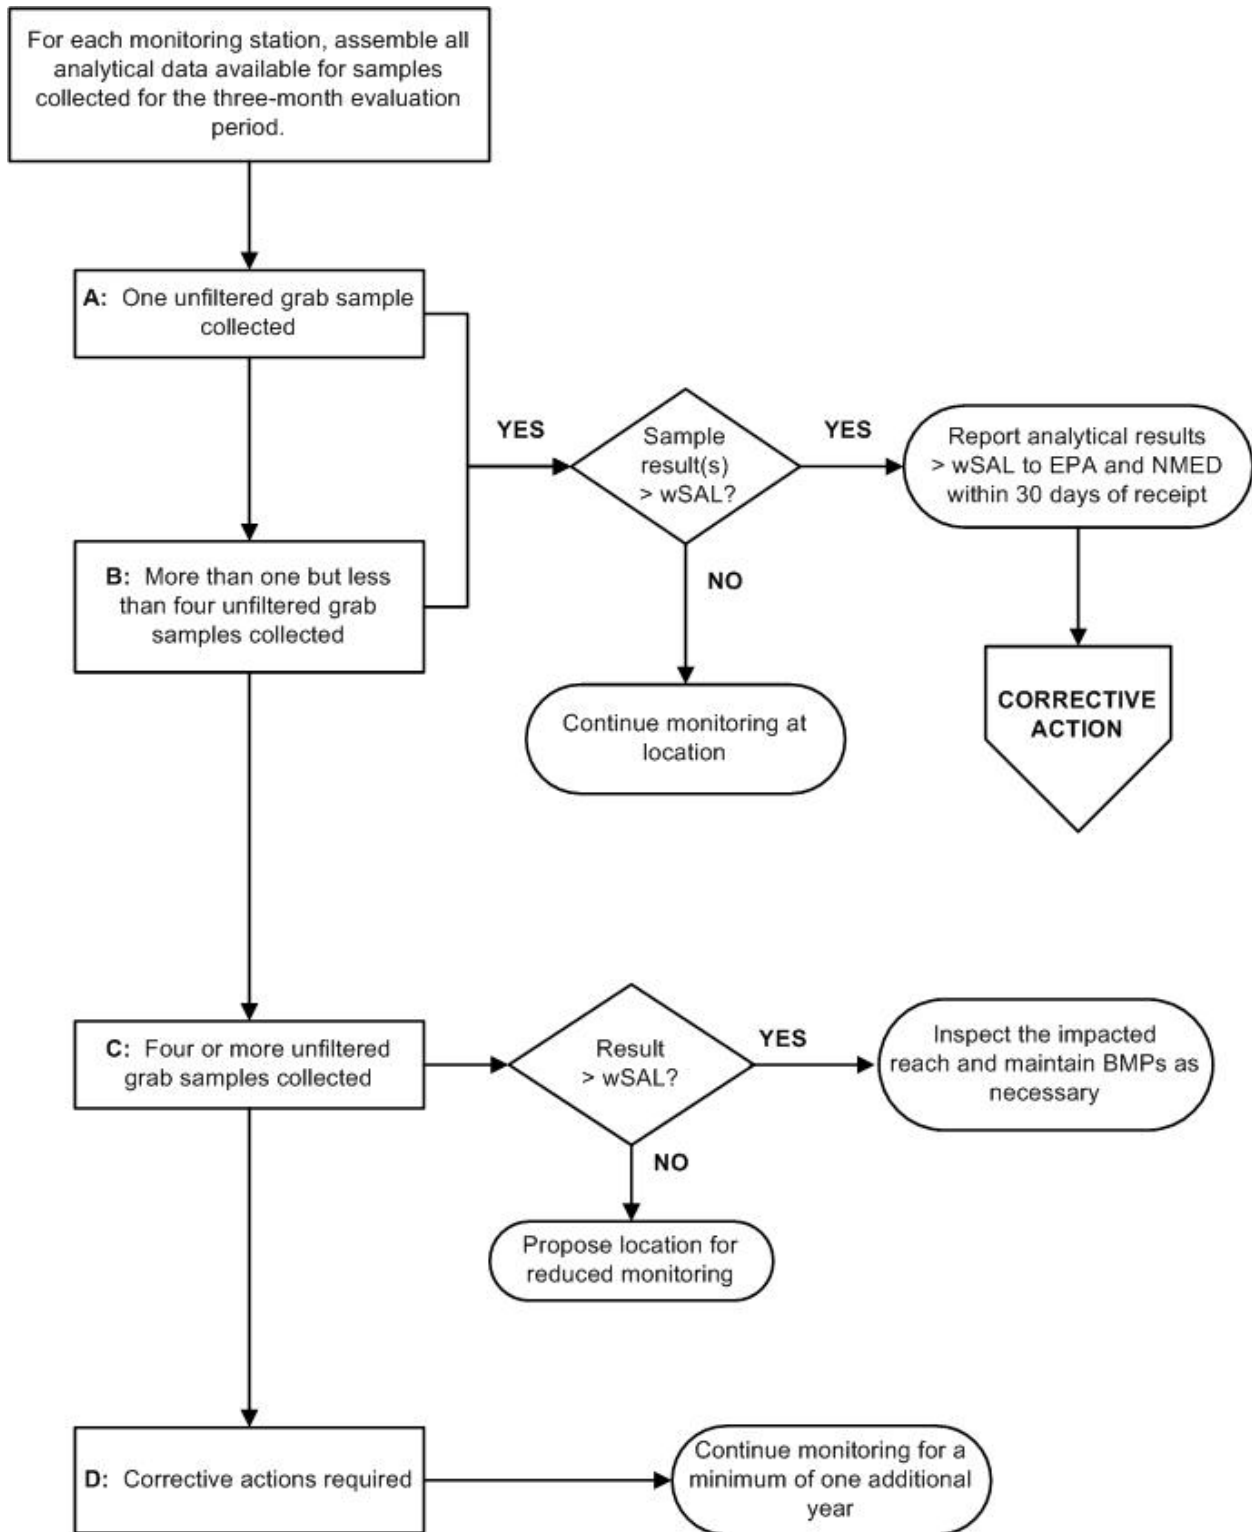 For each monitoring station, assemble all
analytical data available for samples
collected for the three-month evaluation
period.
A: One unfiltered grab sample
collected
YES
Sample
result(s)
> wSAL?
YES
Report analytical results
> wSAL to EPA and NMED
within 30 days of receipt
B: More than one but less
than four unfiltered grab
samples collected
NO
Continue monitoring at
location
CORRECTIVE
ACTION
C: Four or more unfiltered
grab samples collected
Result
> wSAL?
YES
Inspect the impacted
reach and maintain BMPs as
necessary
NO
Propose location for
reduced monitoring
D: Corrective actions required
Continue monitoring for a
minimum of one additional
year